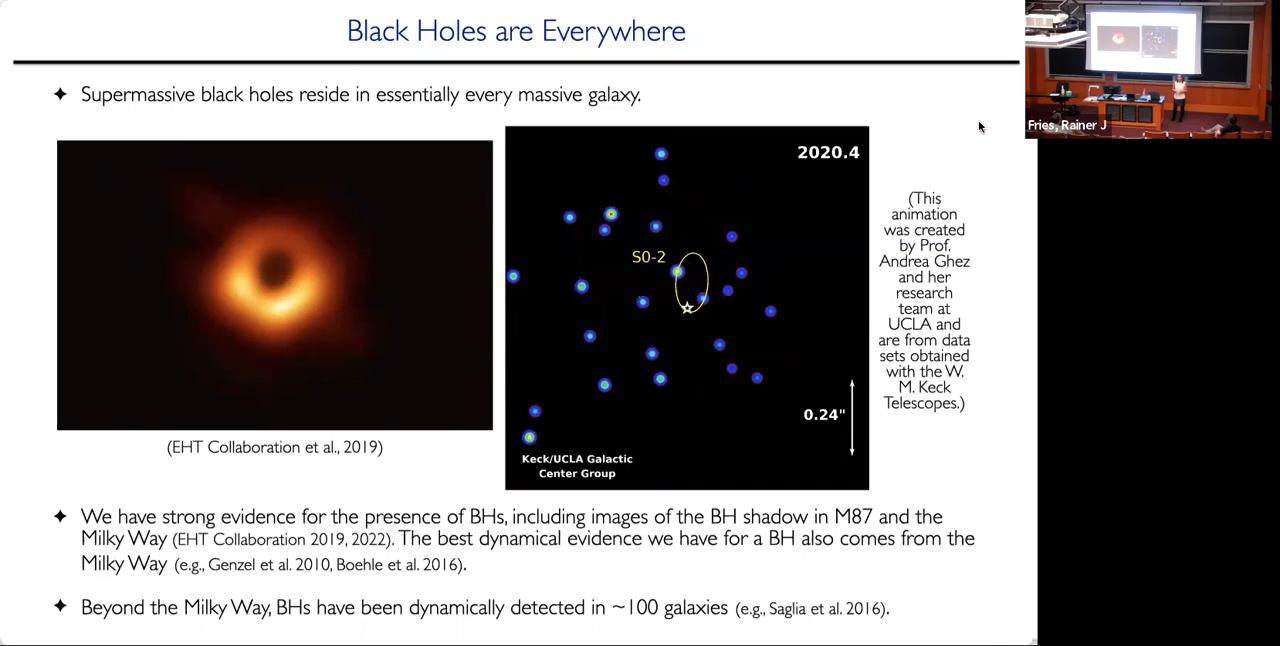 Black Holes are Everywhere
✦ Supermassive black holes reside in essentially every massive galaxy.
Fries, Rainer J
2020.4
S0-2
0.24"
Keck/UCLA Galactic
Center Group
(This
animation
was created
by Prof.
Andrea Ghez
and her
research
team at
UCLA and
are from data
sets obtained
with the W.
M. Keck
Telescopes.)
(EHT Collaboration et al., 2019)
✦ We have strong evidence for the presence of BHs, including images of the BH shadow in M87 and the
Milky Way (EHT Collaboration 2019, 2022). The best dynamical evidence we have for a BH also comes from the
Milky Way (e.g., Genzel et al. 2010, Boehle et al. 2016).
✦ Beyond the Milky Way, BHs have been dynamically detected in ~100 galaxies (e.g., Saglia et al. 2016).